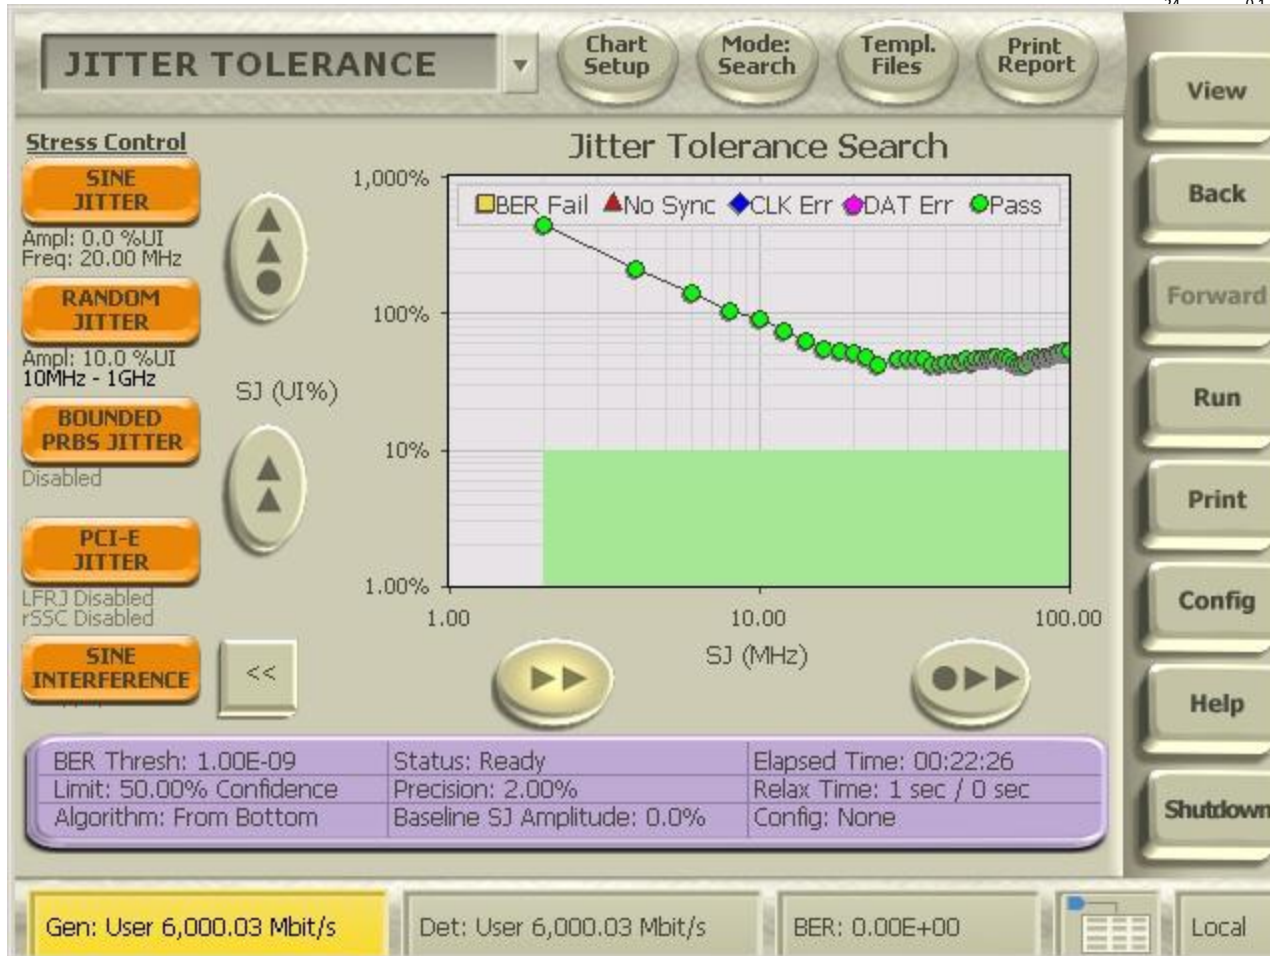 JITTER TOLERANCE
Chart
Setup
Mode:
Search
Templ.
Files
Print
Report
View
Back
Forward
Run
Print
Config
Help
Shutdown
Stress Control
SINE
JITTER
Ampl: 0.0 %UI
Freq: 20.00 MHz
RANDOM
JITTER
Ampl: 10.0 %UI
10MHz - 1GHz
BOUNDED
PRBS JITTER
Disabled
PCI-E
JITTER
LFRJ Disabled
rSSC Disabled
SINE
INTERFERENCE
<<
Jitter Tolerance Search
BER Fail No Sync CLK Err DAT Err Pass
1,000%
100%
10%
1.00%
SJ (UI%)
1.00 10.00 100.00
SJ (MHz)
BER Thresh: 1.00E-09 Status: Ready Elapsed Time: 00:22:26
Limit: 50.00% Confidence Precision: 2.00% Relax Time: 1 sec / 0 sec
Algorithm: From Bottom Baseline SJ Amplitude: 0.0% Config: None
Gen: User 6,000.03 Mbit/s Det: User 6,000.03 Mbit/s BER: 0.00E+00 Local